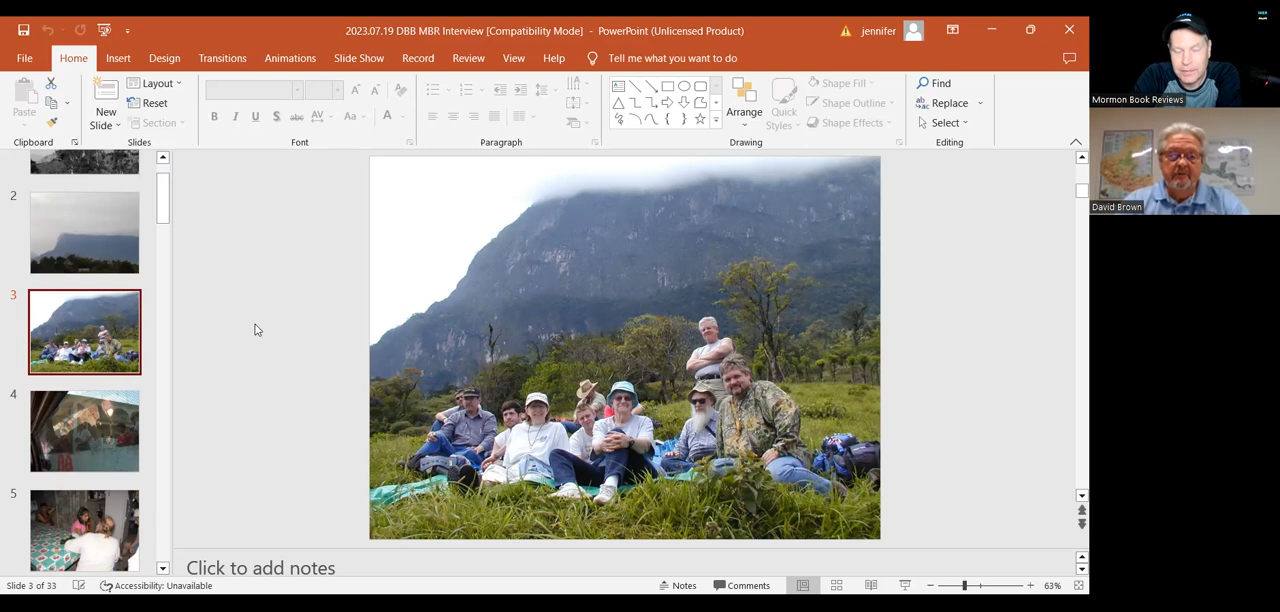 2023.07.19 DBB MBR Interview [Compatibility Mode] - PowerPoint (Unlicensed Product)
jennifer
File Home Insert Design Transitions Slide Show Animations Record Review View Help Tell me what you want to do
Paste
New Slide
Layout
Reset
Section
B I U S abc AV Aa A
Arrange
Quick Styles
Shape Fill
Shape Outline
Shape Effects
Find
Replace
Select
Clipboard Slides Font Paragraph Drawing Editing
2
3
4
5
Click to add notes
Slide 3 of 33 Accessibility: Unavailable Notes Comments 63%
MBR
Mormon Book Reviews
David Brown